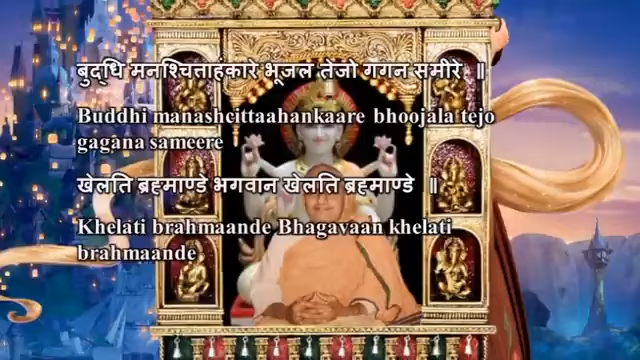 बुद्धि मनश्चित्ताहंकारे भूजल तेजो गगन समीरे ॥
Buddhi manashcittaahankaare bhoojala tejo
gagana sameere
खेलति ब्रह्माण्डे भगवान खेलति ब्रह्माण्डे ॥
Khelati brahmaande Bhagavaan khelati
brahmaande